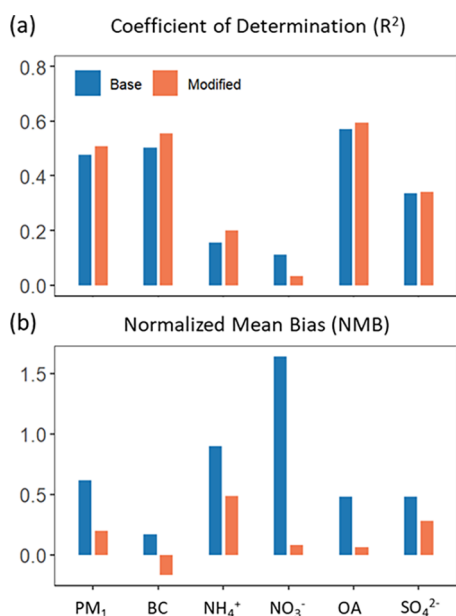 (a) Coefficient of Determination (R²)
0.8
Base Modified
0.6
0.4
0.2
0.0
(b) Normalized Mean Bias (NMB)
1.5
1.0
0.5
0.0
PM₁ BC NH₄⁺ NO₃⁻ OA SO₄²⁻